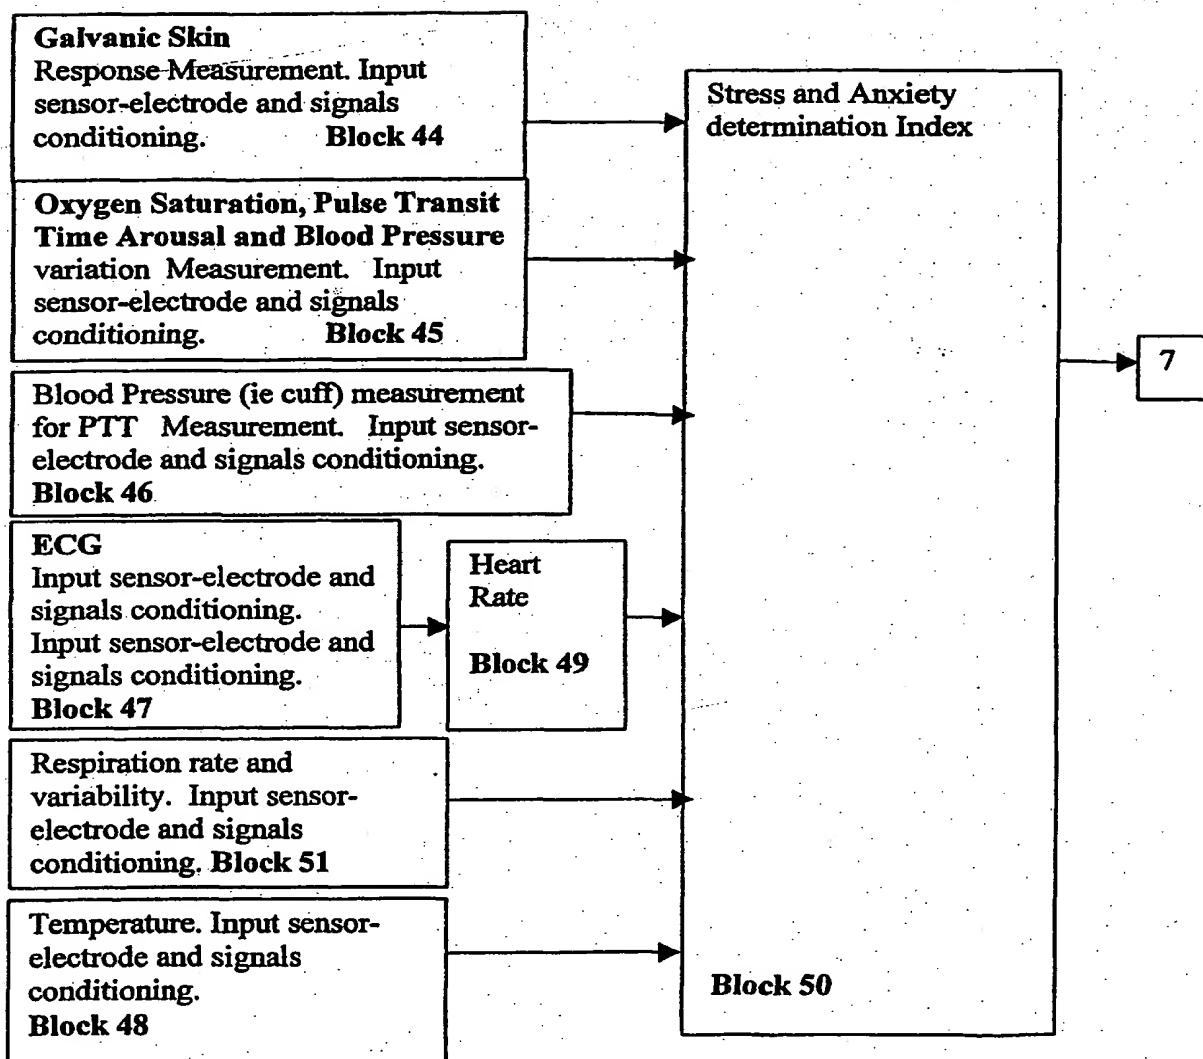 Galvanic Skin
Response Measurement. Input
sensor-electrode and signals
conditioning. Block 44
Oxygen Saturation, Pulse Transit
Time Arousal and Blood Pressure
variation Measurement. Input
sensor-electrode and signals
conditioning. Block 45
Blood Pressure (ie cuff) measurement
for PTT Measurement. Input sensor-
electrode and signals conditioning.
Block 46
ECG
Input sensor-electrode and
signals conditioning.
Input sensor-electrode and
signals conditioning.
Block 47
Heart
Rate
Block 49
Respiration rate and
variability. Input sensor-
electrode and signals
conditioning. Block 51
Temperature. Input sensor-
electrode and signals
conditioning.
Block 48
Stress and Anxiety
determination Index
Block 50
7